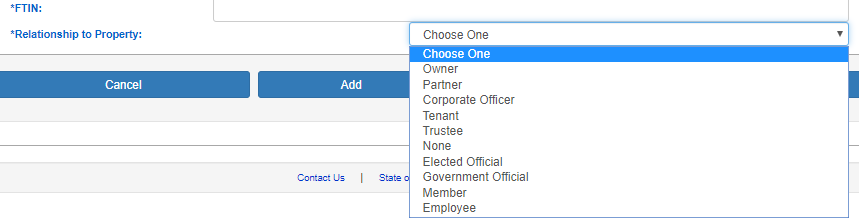 *FTIN:
*Relationship to Property:
Choose One
Choose One
Owner
Partner
Corporate Officer
Tenant
Trustee
None
Elected Official
Government Official
Member
Employee
Cancel
Add
Contact Us | State